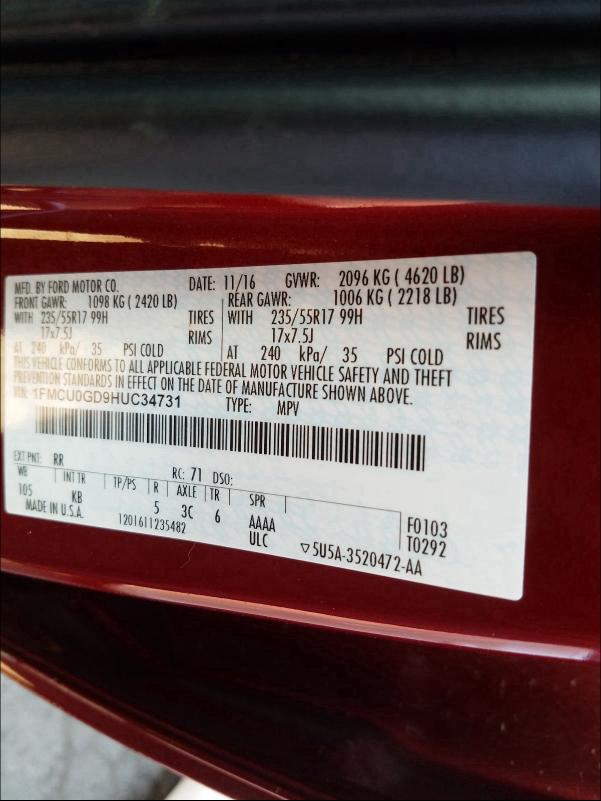 MFD. BY FORD MOTOR CO. DATE: 11/16 GVWR: 2096 KG ( 4620 LB)
FRONT GAWR: 1098 KG (2420 LB) REAR GAWR: 1006 KG ( 2218 LB)
WITH 235/55R17 99H TIRES WITH 235/55R17 99H TIRES
17x7.5J RIMS 17x7.5J RIMS
AT 240 kPa/ 35 PSI COLD AT 240 kPa/ 35 PSI COLD
THIS VEHICLE CONFORMS TO ALL APPLICABLE FEDERAL MOTOR VEHICLE SAFETY AND THEFT
PREVENTION STANDARDS IN EFFECT ON THE DATE OF MANUFACTURE SHOWN ABOVE.
VIN: 1FMCU0GD9HUC34731 TYPE: MPV
EXT PNT: RR RC: 71 DSO:
WB INT TR TP/PS R AXLE TR SPR
105 KB 5 3C 6 AAAA F0103
MADE IN U.S.A. 1201611235482 ULC T0292
▽5U5A-3520472-AA